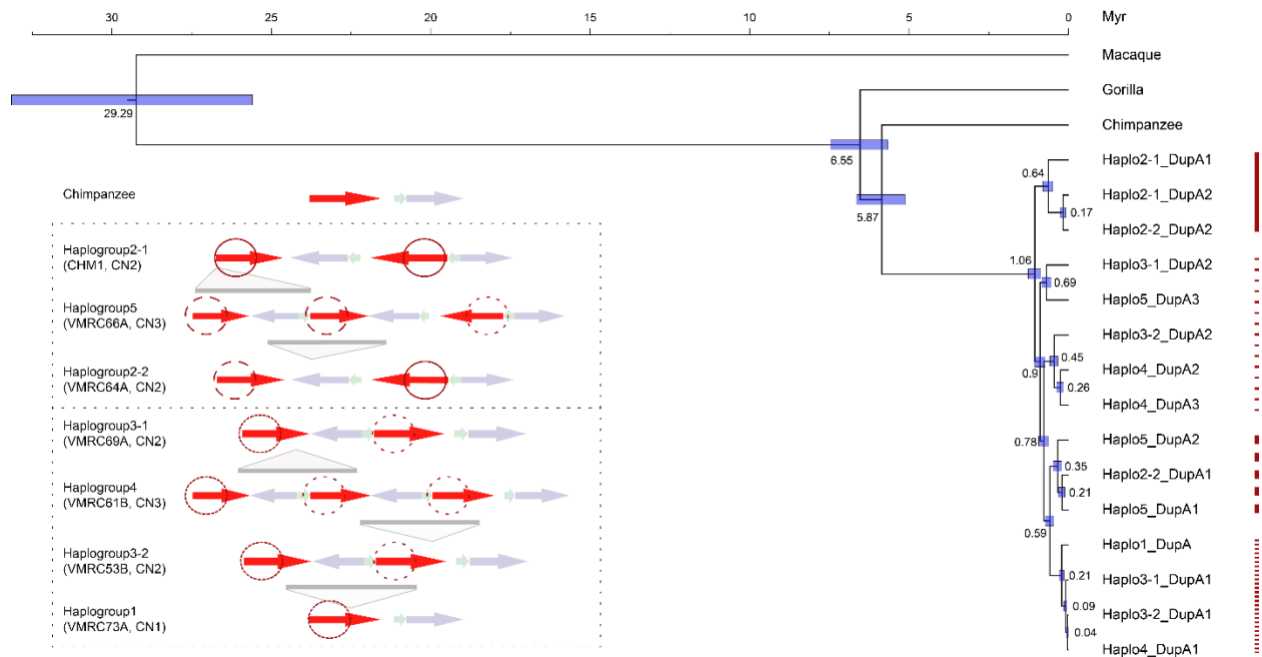 30 25 20 15 10 5 0 Myr
Macaque
Gorilla
29.29
Chimpanzee
6.55
Haplo2-1_DupA1
0.64
Chimpanzee
Haplo2-1_DupA2
0.17
5.87
Haplo2-2_DupA2
Haplogroup2-1
(CHM1, CN2)
1.06
Haplo3-1_DupA2
0.69
Haplo5_DupA3
Haplogroup5
(VMRC66A, CN3)
Haplo3-2_DupA2
0.45
0.9
Haplo4_DupA2
0.26
Haplogroup2-2
(VMRC64A, CN2)
Haplo4_DupA3
Haplogroup3-1
(VMRC69A, CN2)
0.78
Haplo5_DupA2
0.35
Haplo2-2_DupA1
0.21
Haplogroup4
(VMRC61B, CN3)
Haplo5_DupA1
0.59
Haplo1_DupA
Haplogroup3-2
(VMRC53B, CN2)
0.21
Haplo3-1_DupA1
0.09
Haplogroup1
(VMRC73A, CN1)
Haplo3-2_DupA1
0.04
Haplo4_DupA1